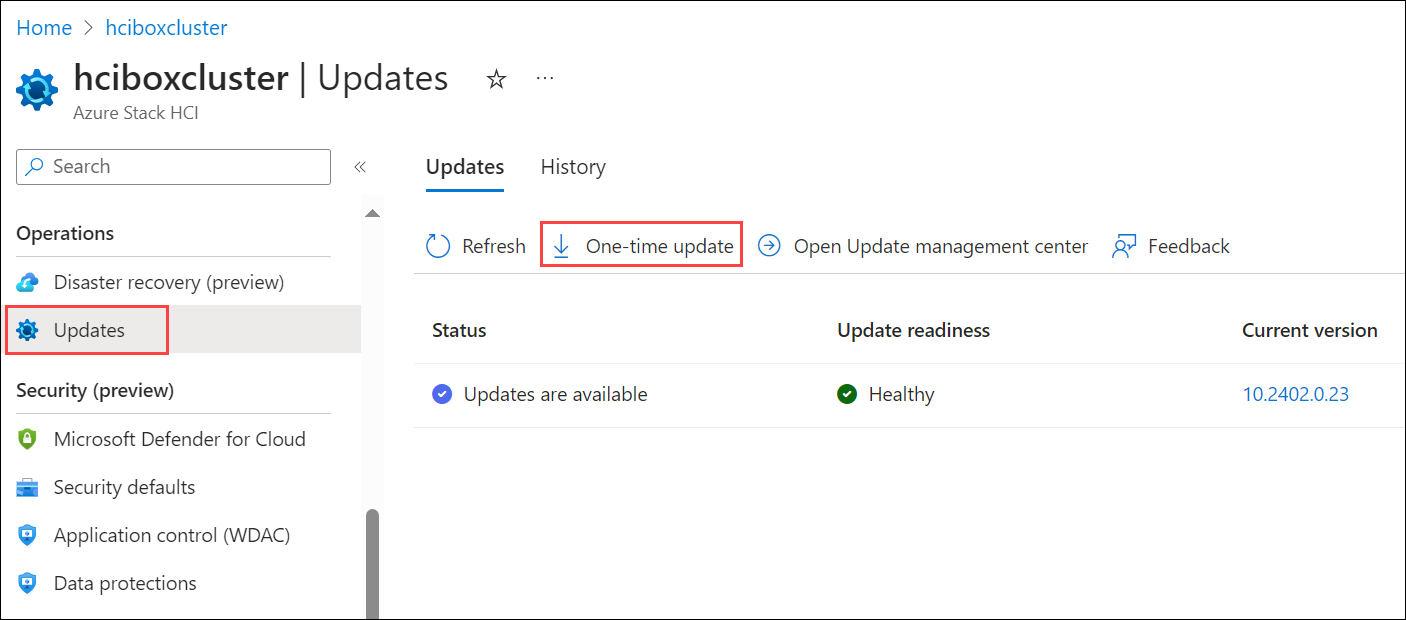 Home > hciboxcluster
hciboxcluster | Updates
Azure Stack HCI
Search
Operations
Disaster recovery (preview)
Updates
Security (preview)
Microsoft Defender for Cloud
Security defaults
Application control (WDAC)
Data protections
Updates History
Refresh One-time update Open Update management center Feedback
Status Update readiness Current version
Updates are available Healthy 10.2402.0.23